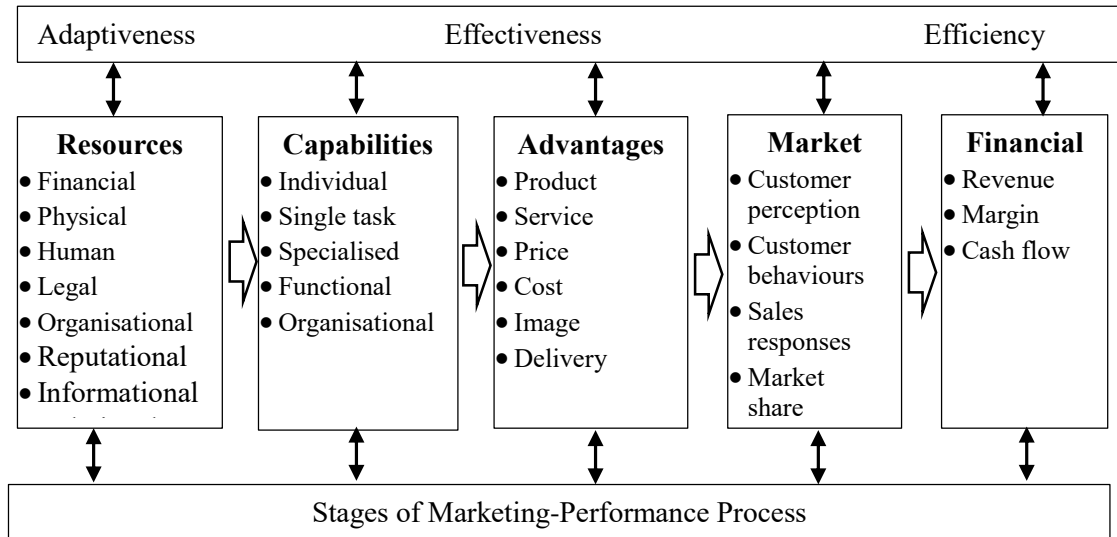 Adaptiveness Effectiveness Efficiency
Resources
• Financial
• Physical
• Human
• Legal
• Organisational
• Reputational
• Informational
Capabilities
• Individual
• Single task
• Specialised
• Functional
• Organisational
Advantages
• Product
• Service
• Price
• Cost
• Image
• Delivery
Market
• Customer
perception
• Customer
behaviours
• Sales
responses
• Market
share
Financial
• Revenue
• Margin
• Cash flow
Stages of Marketing-Performance Process